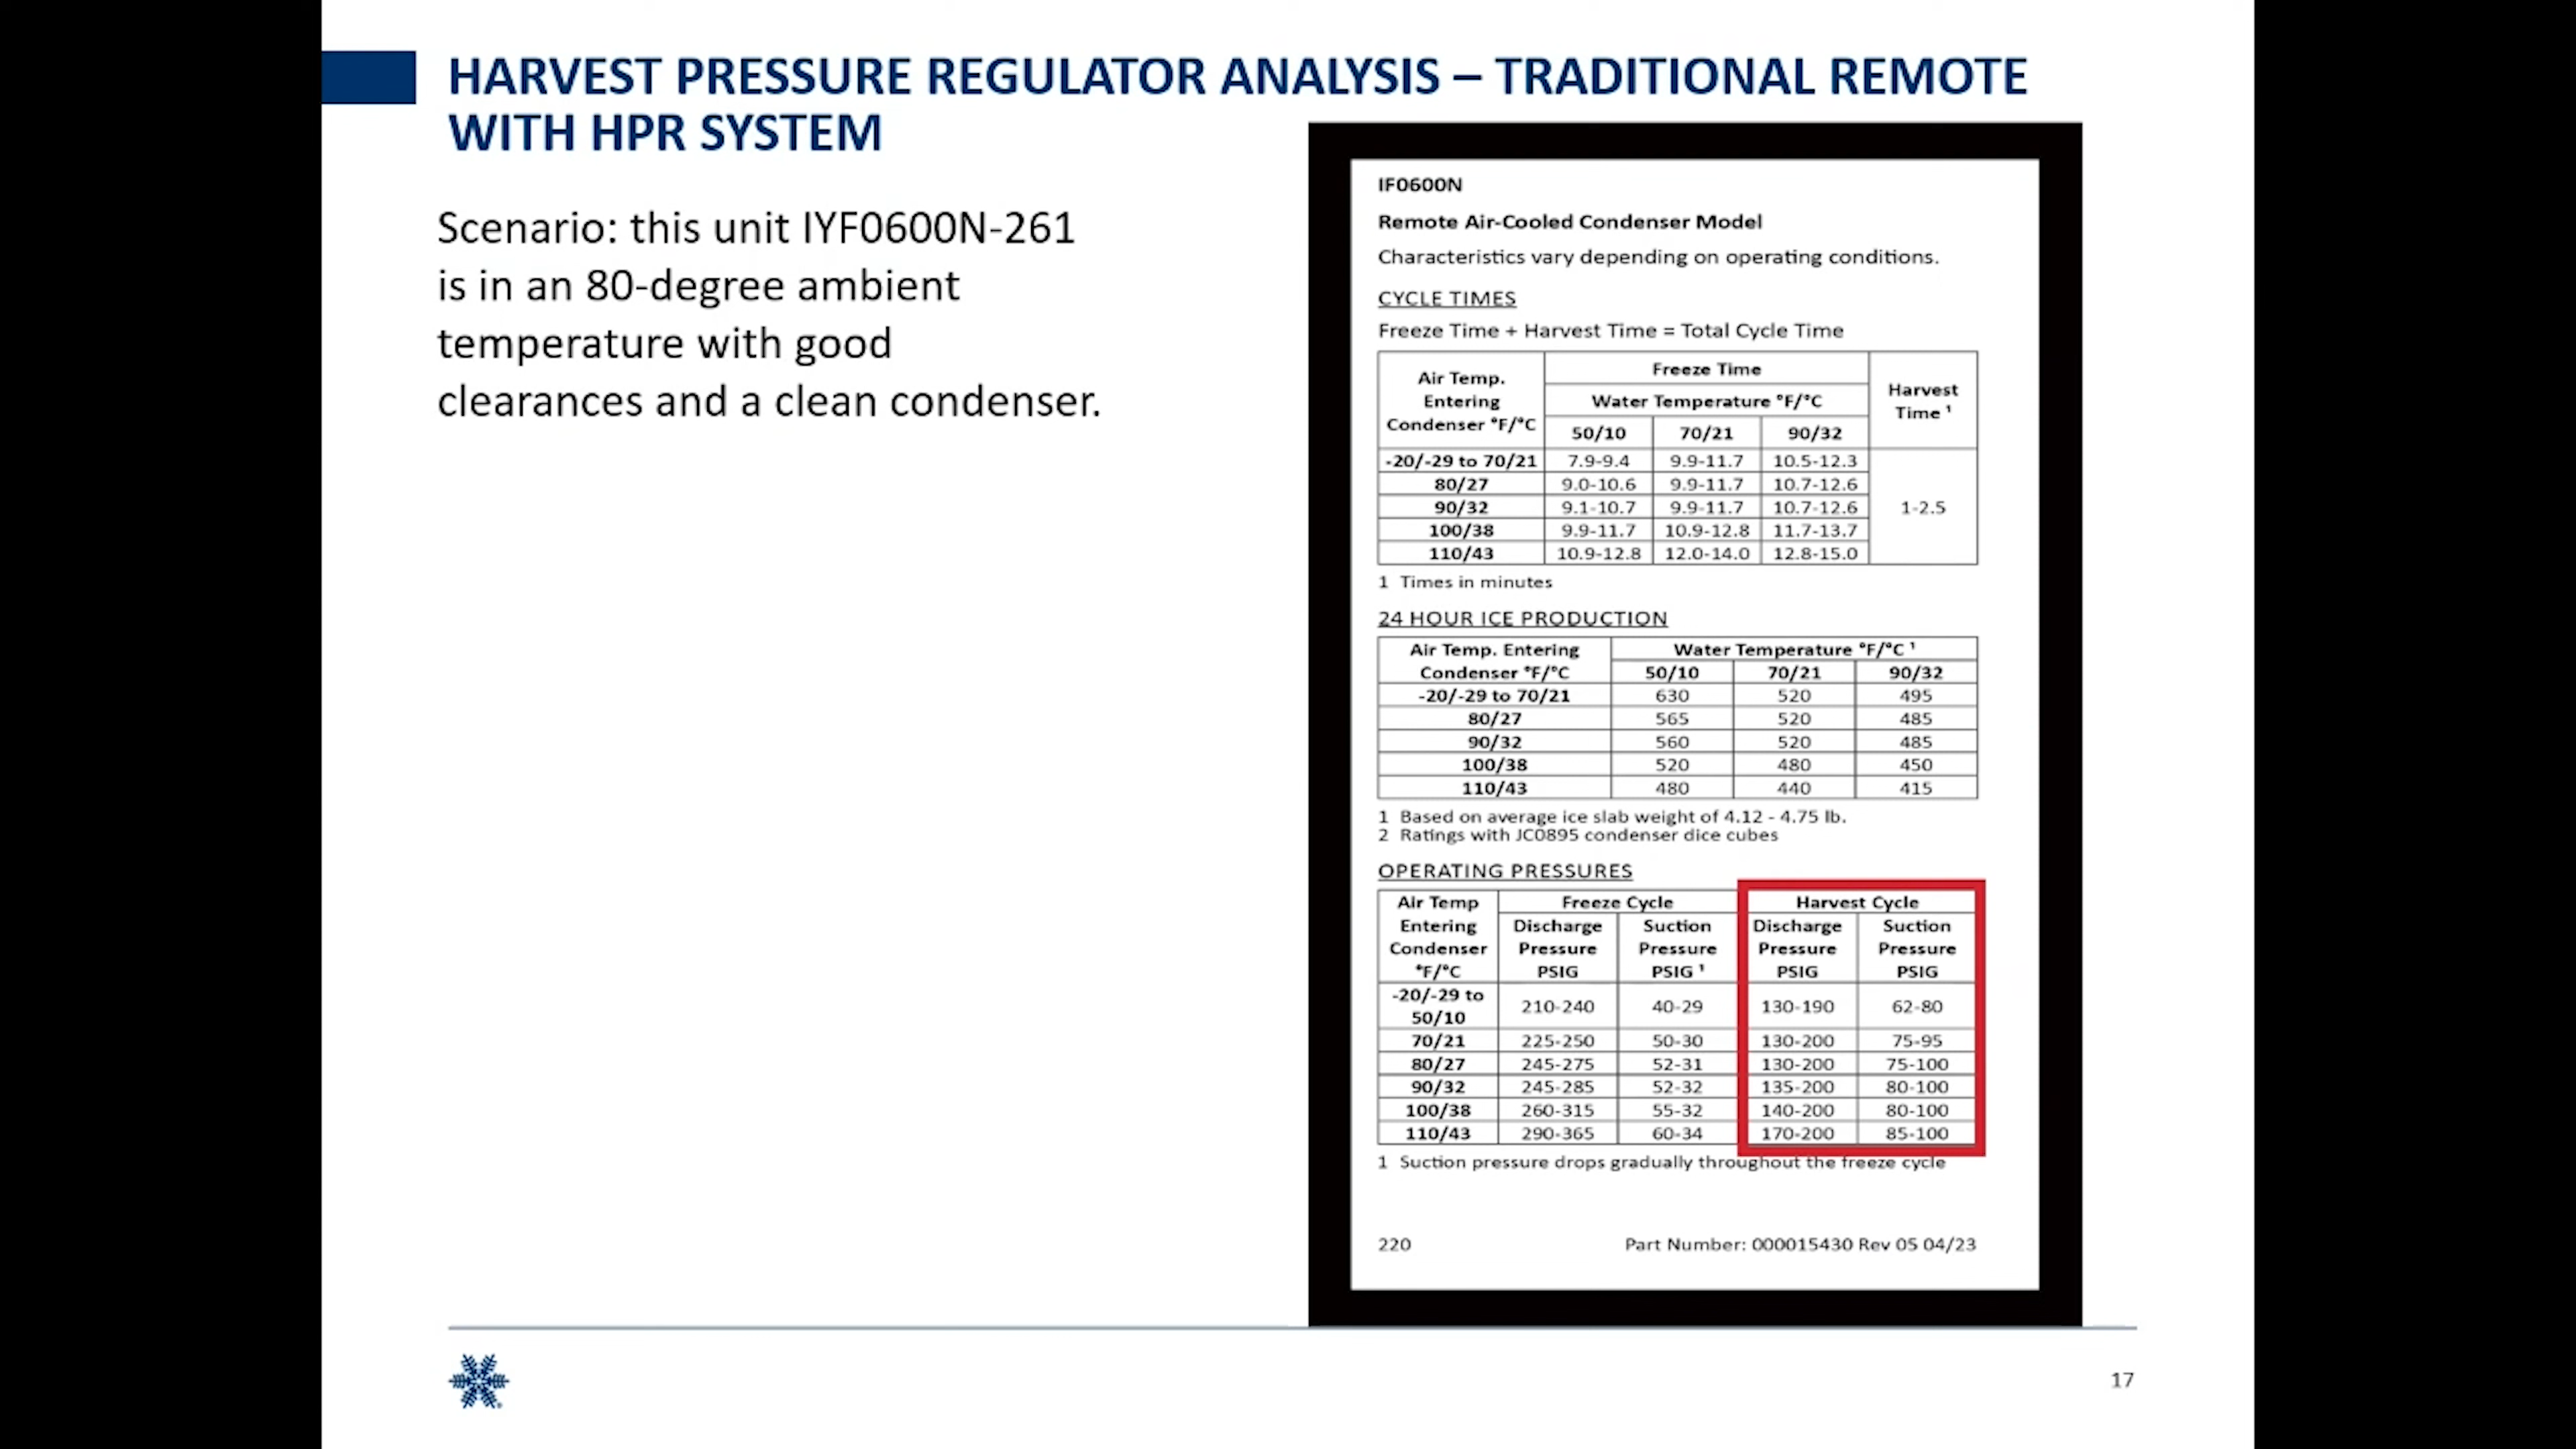 HARVEST PRESSURE REGULATOR ANALYSIS – TRADITIONAL REMOTE
WITH HPR SYSTEM
Scenario: this unit IYF0600N-261
is in an 80-degree ambient
temperature with good
clearances and a clean condenser.
IF0600N
Remote Air-Cooled Condenser Model
Characteristics vary depending on operating conditions.
CYCLE TIMES
Freeze Time + Harvest Time = Total Cycle Time
Air Temp. Entering Condenser °F/°C Freeze Time Harvest Time ¹
Water Temperature °F/°C
50/10 70/21 90/32
-20/-29 to 70/21 7.9-9.4 9.9-11.7 10.5-12.3
80/27 9.0-10.6 9.9-11.7 10.7-12.6
90/32 9.1-10.7 9.9-11.7 10.7-12.6 1-2.5
100/38 9.9-11.7 10.9-12.8 11.7-13.7
110/43 10.9-12.8 12.0-14.0 12.8-15.0
1 Times in minutes
24 HOUR ICE PRODUCTION
Air Temp. Entering Condenser °F/°C Water Temperature °F/°C ¹
50/10 70/21 90/32
-20/-29 to 70/21 630 520 495
80/27 565 520 485
90/32 560 520 485
100/38 520 480 450
110/43 480 440 415
1 Based on average ice slab weight of 4.12 - 4.75 lb.
2 Ratings with JC0895 condenser dice cubes
OPERATING PRESSURES
Air Temp Entering Condenser °F/°C Freeze Cycle Harvest Cycle
Discharge Pressure PSIG Suction Pressure PSIG ¹ Discharge Pressure PSIG Suction Pressure PSIG
-20/-29 to 50/10 210-240 40-29 130-190 62-80
70/21 225-250 50-30 130-200 75-95
80/27 245-275 52-31 130-200 75-100
90/32 245-285 52-32 135-200 80-100
100/38 260-315 55-32 140-200 80-100
110/43 290-365 60-34 170-200 85-100
1 Suction pressure drops gradually throughout the freeze cycle
220 Part Number: 000015430 Rev 05 04/23
17